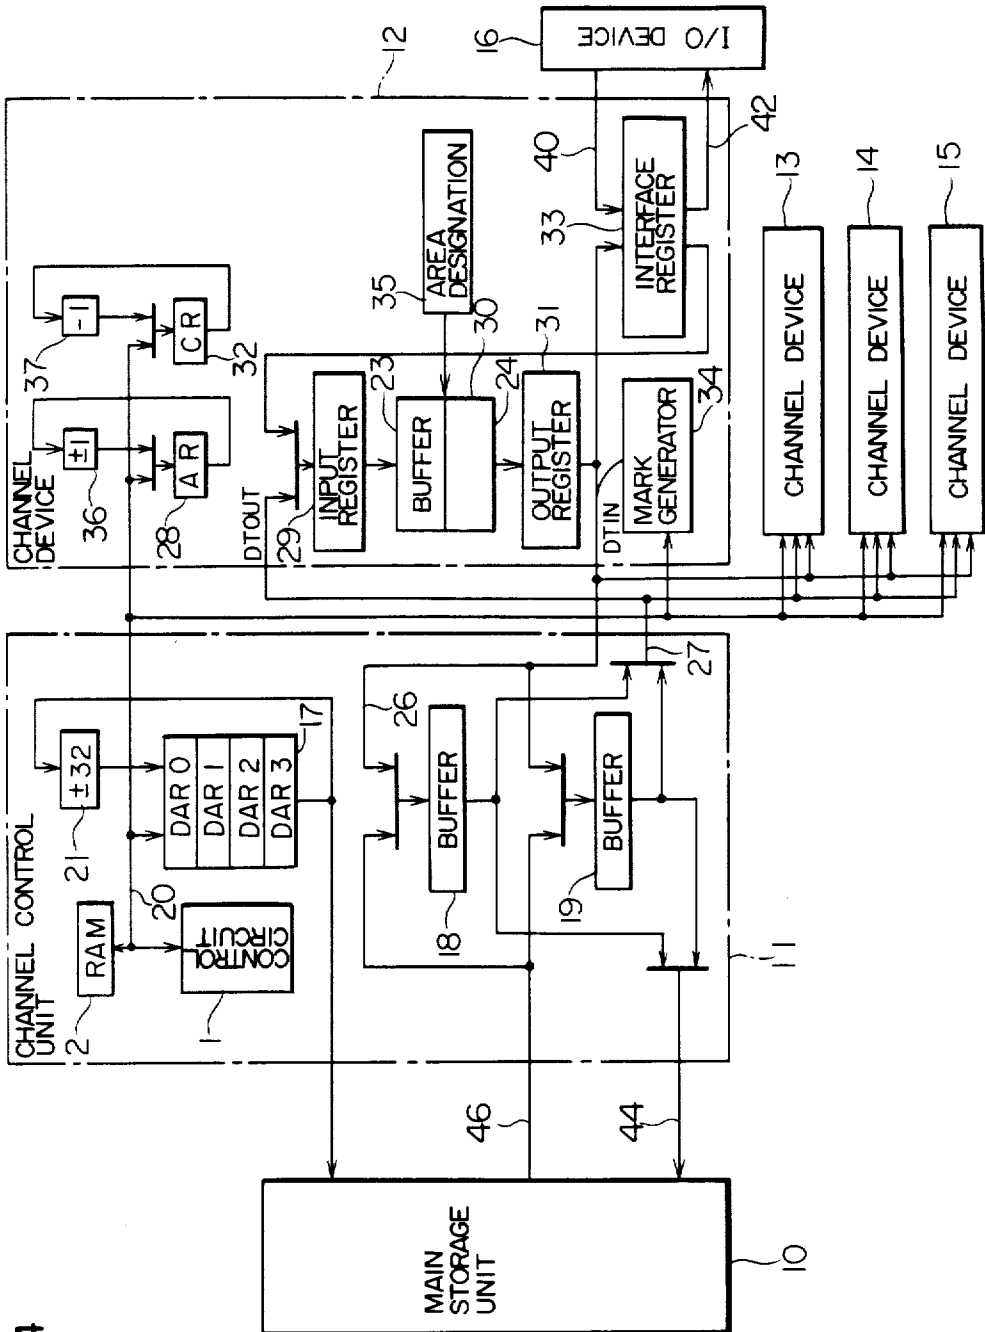 CHANNEL CONTROL
UNIT
2
RAM
20
1
CONTROL
CIRCUIT
21
±32
DAR 0
DAR 1
DAR 2
DAR 3
17
26
BUFFER
18
BUFFER
19
27
11
MAIN
STORAGE
UNIT
10
46
44
CHANNEL
DEVICE
12
36
±1
28
AR
37
-1
CR
32
DTOUT
29
INPUT
REGISTER
23
BUFFER
24
30
35
AREA
DESIGNATION
OUTPUT
REGISTER
31
DTIN
MARK
GENERATOR
34
33
INTERFACE
REGISTER
40
42
16
I/O DEVICE
CHANNEL DEVICE
13
CHANNEL DEVICE
14
CHANNEL DEVICE
15